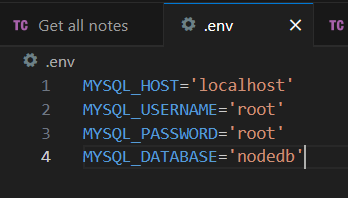 TC Get all notes
.env
TC
.env
1 MYSQL_HOST='localhost'
2 MYSQL_USERNAME='root'
3 MYSQL_PASSWORD='root'
4 MYSQL_DATABASE='nodedb'